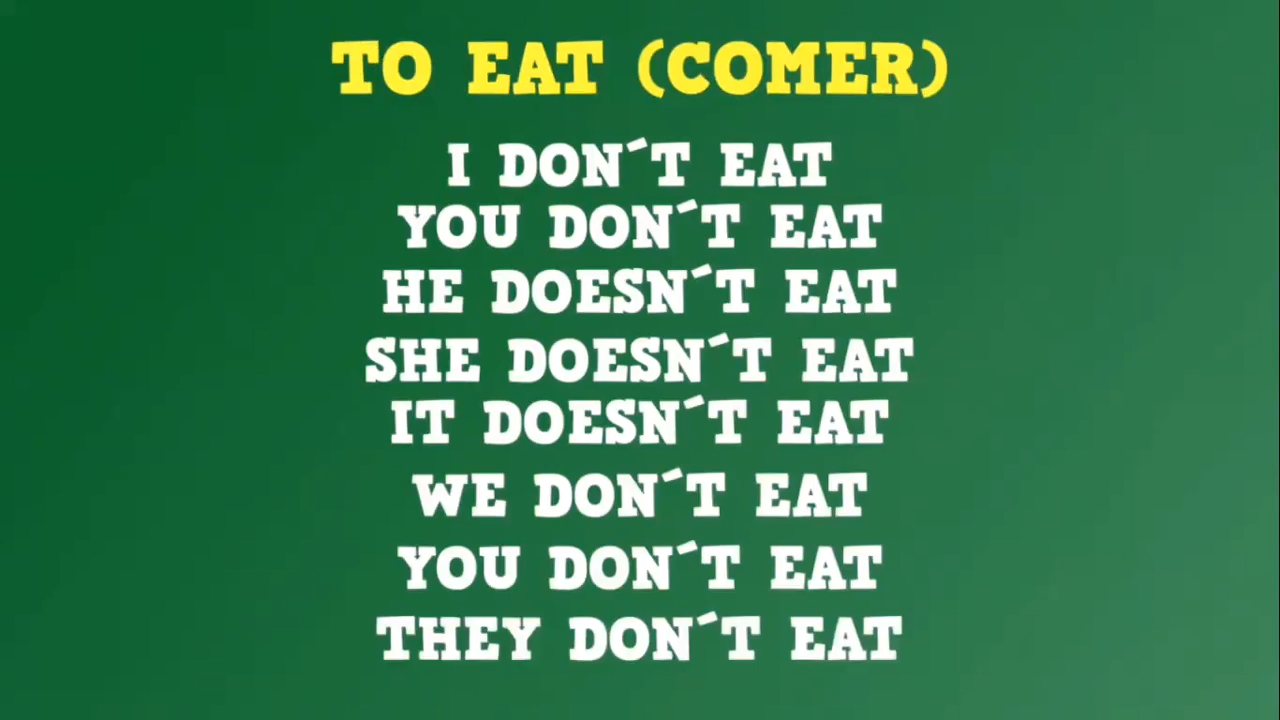 TO EAT (COMER)
I DON´T EAT
YOU DON´T EAT
HE DOESN´T EAT
SHE DOESN´T EAT
IT DOESN´T EAT
WE DON´T EAT
YOU DON´T EAT
THEY DON´T EAT